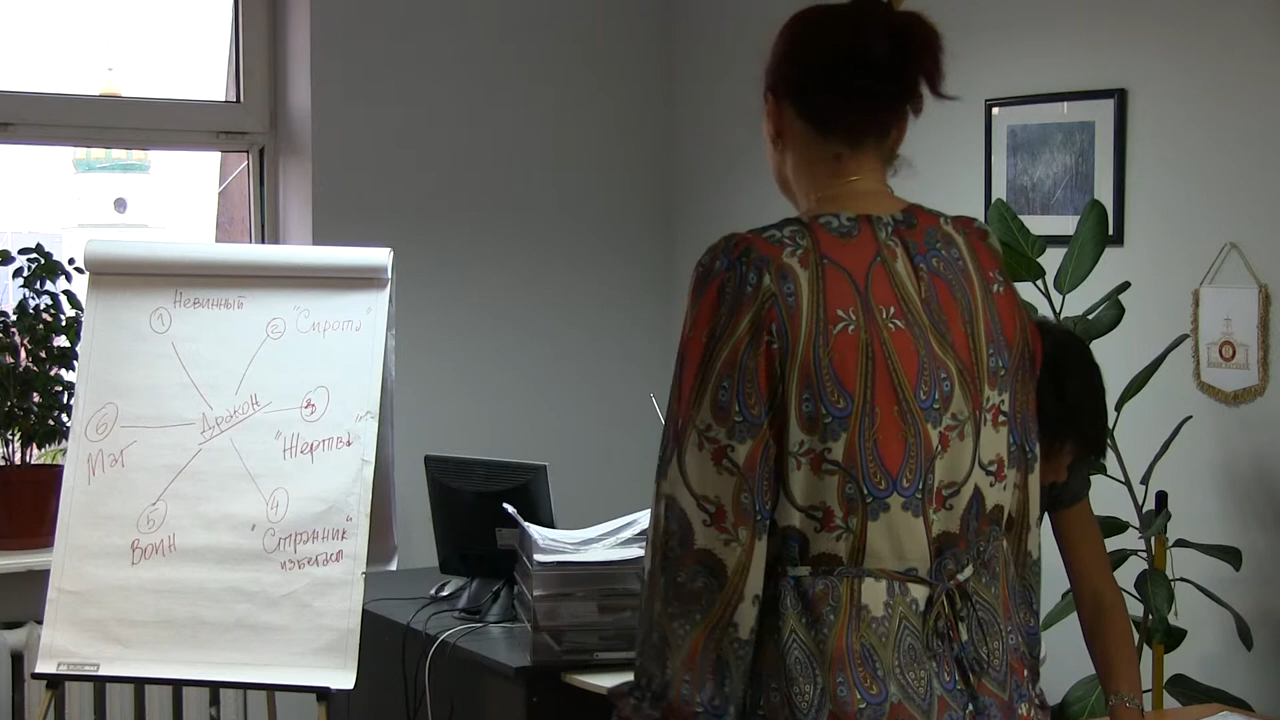 Невинный
1
2 "Сирота"
Дракон
3
"Жертва"
6
Маг
4
"Странник"
избегает
5
Воин